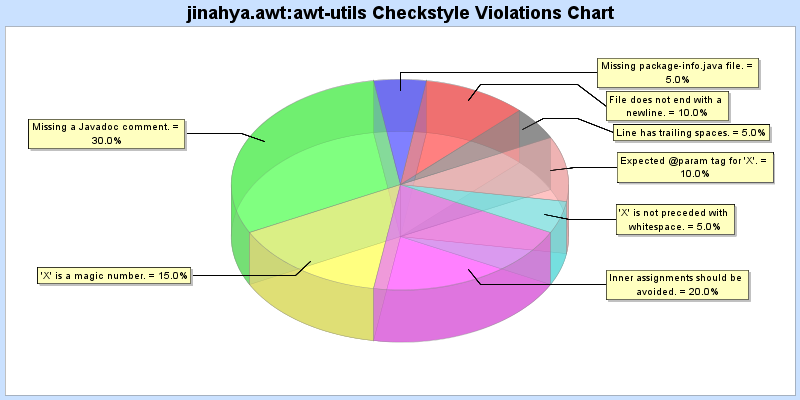 jinahya.awt:awt-utils Checkstyle Violations Chart
Missing package-info.java file. =
5.0%
File does not end with a
newline. = 10.0%
Line has trailing spaces. = 5.0%
Missing a Javadoc comment. =
30.0%
Expected @param tag for 'X'. =
10.0%
'X' is not preceded with
whitespace. = 5.0%
'X' is a magic number. = 15.0%
Inner assignments should be
avoided. = 20.0%